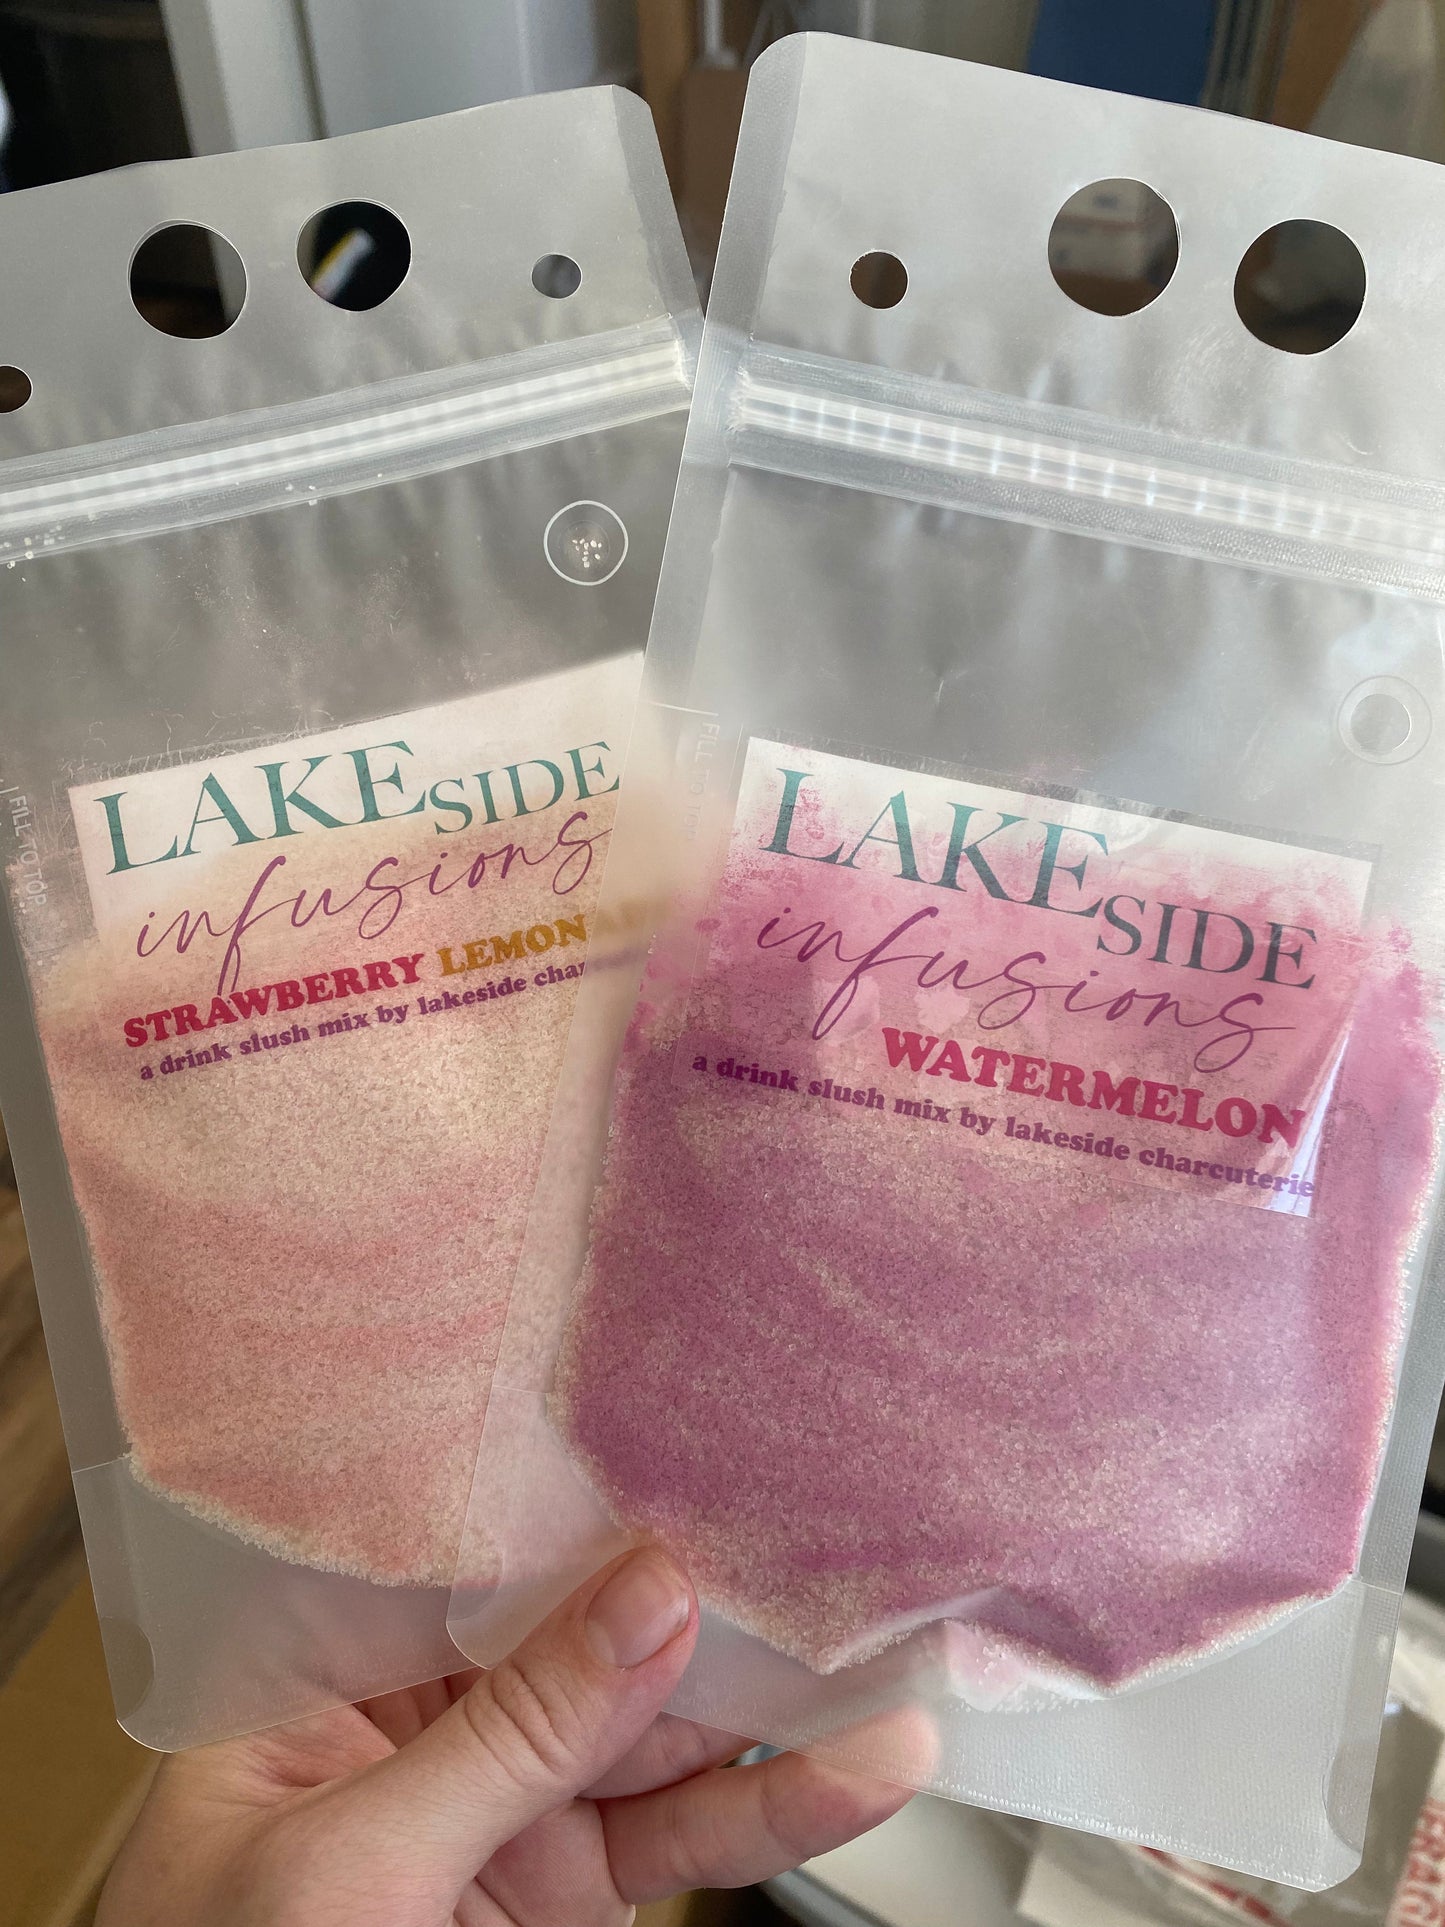 LAKESIDE
infusions
STRAWBERRY LEMON
a drink slush mix by lakeside char
FILL TO TOP
LAKESIDE
infusions
WATERMELON
a drink slush mix by lakeside charcuterie
FILL TO TOP